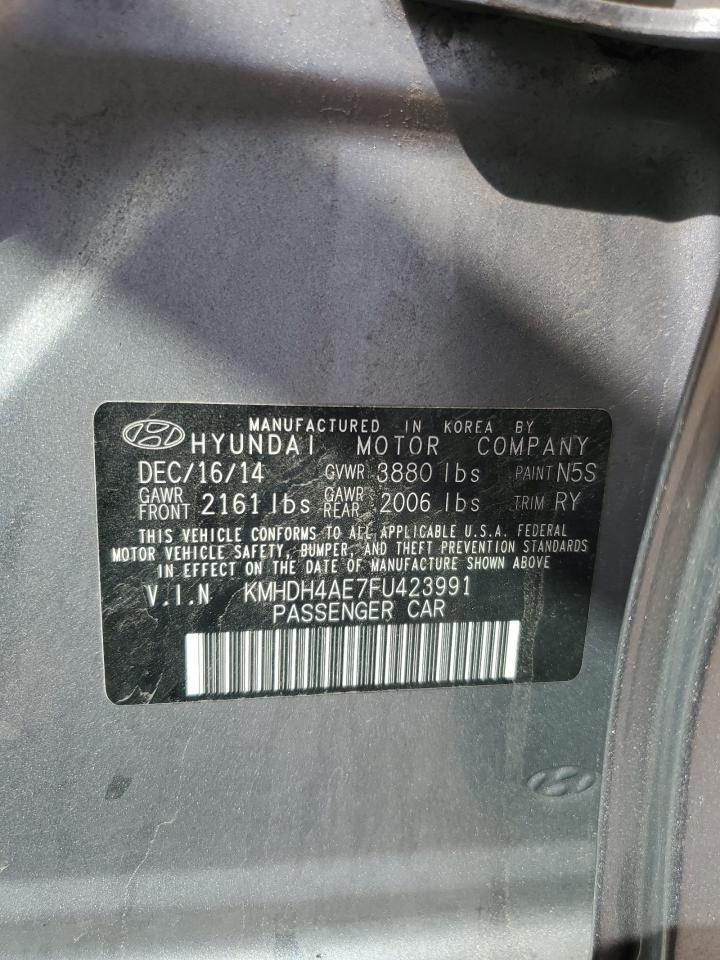 MANUFACTURED IN KOREA BY
HYUNDAI MOTOR COMPANY
DEC/16/14 GVWR 3880 lbs PAINT N5S
GAWR FRONT 2161 lbs GAWR REAR 2006 lbs TRIM RY
THIS VEHICLE CONFORMS TO ALL APPLICABLE U.S.A. FEDERAL
MOTOR VEHICLE SAFETY, BUMPER, AND THEFT PREVENTION STANDARDS
IN EFFECT ON THE DATE OF MANUFACTURE SHOWN ABOVE
V.I.N KMHDH4AE7FU423991
PASSENGER CAR